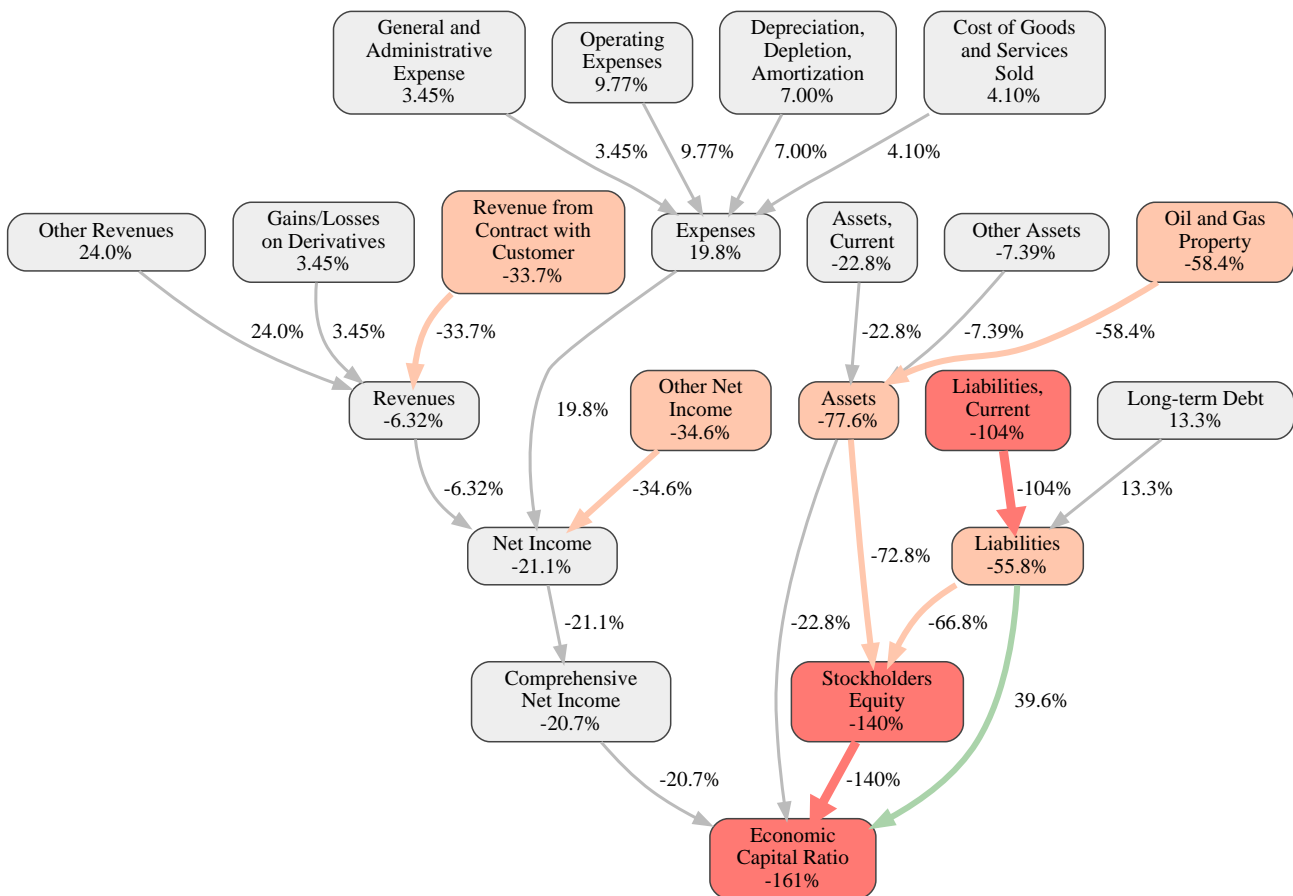 General and
Administrative
Expense
3.45%
Operating
Expenses
9.77%
Depreciation,
Depletion,
Amortization
7.00%
Cost of Goods
and Services
Sold
4.10%
3.45%
9.77%
7.00%
4.10%
Other Revenues
24.0%
Gains/Losses
on Derivatives
3.45%
Revenue from
Contract with
Customer
-33.7%
Expenses
19.8%
Assets,
Current
-22.8%
Other Assets
-7.39%
Oil and Gas
Property
-58.4%
24.0%
3.45%
-33.7%
-22.8%
-7.39%
-58.4%
Revenues
-6.32%
19.8%
Other Net
Income
-34.6%
Assets
-77.6%
Liabilities,
Current
-104%
Long-term Debt
13.3%
-6.32%
-34.6%
-104%
13.3%
Net Income
-21.1%
-72.8%
Liabilities
-55.8%
-21.1%
-22.8%
-66.8%
Comprehensive
Net Income
-20.7%
Stockholders
Equity
-140%
39.6%
-20.7%
-140%
Economic
Capital Ratio
-161%